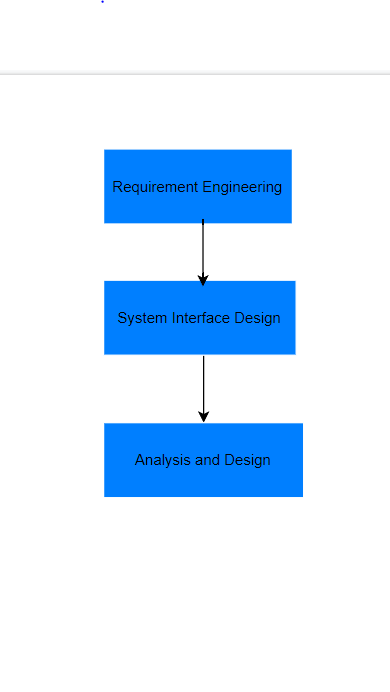 Requirement Engineering
System Interface Design
Analysis and Design